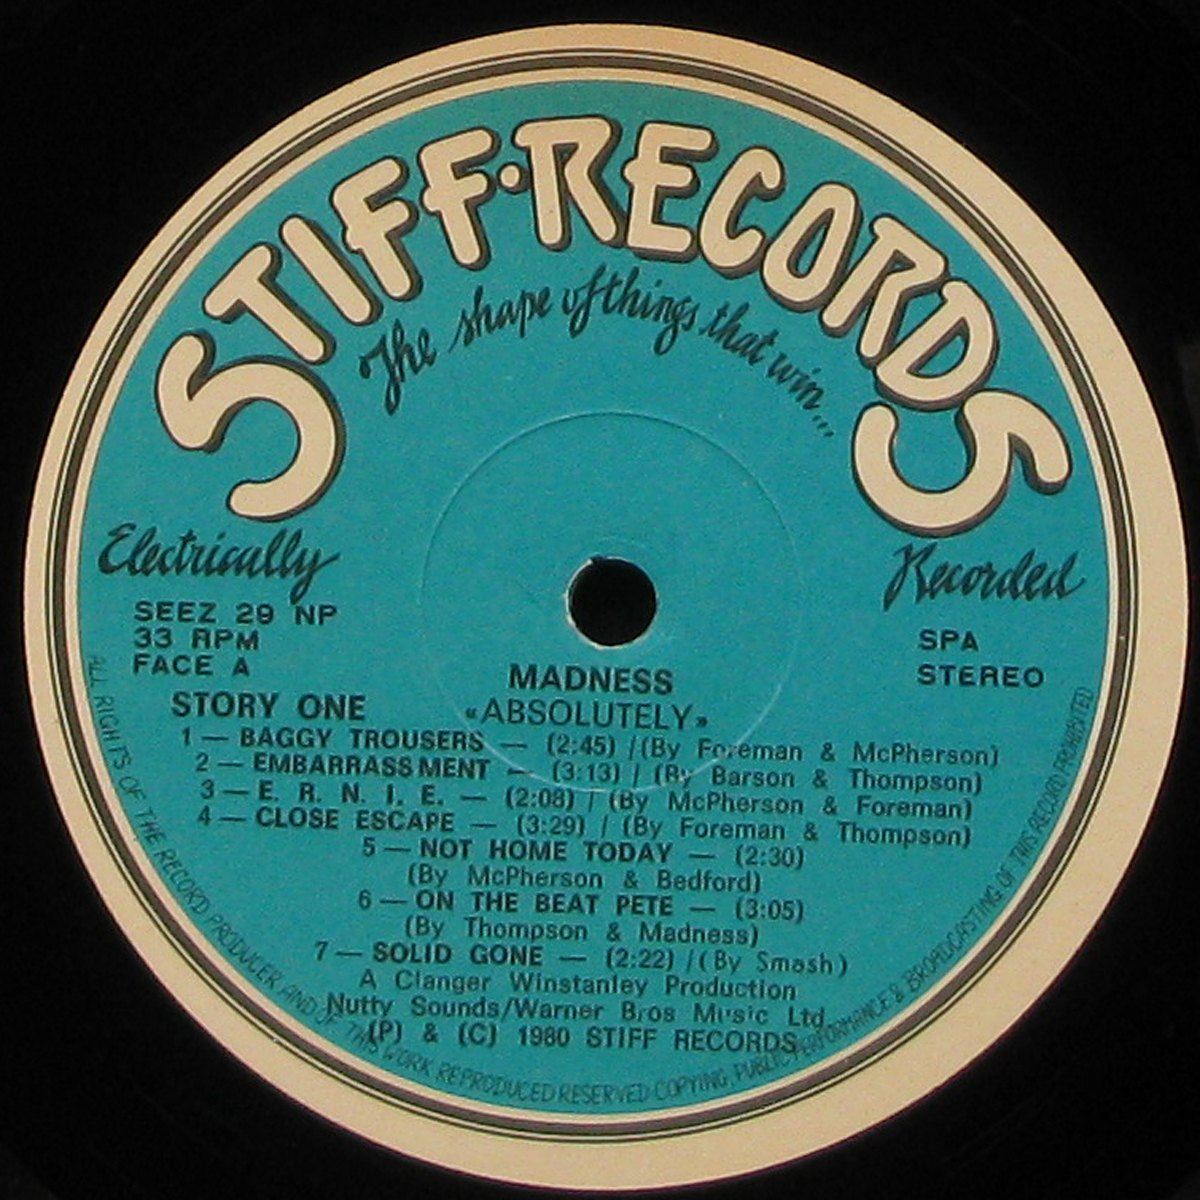 STIFF·RECORDS
The shape of things that win...
Electrically
Recorded
SEEZ 29 NP
33 RPM
FACE A
SPA
STEREO
MADNESS
STORY ONE
«ABSOLUTELY»
1 — BAGGY TROUSERS — (2:45) / (By Foreman & McPherson)
2 — EMBARRASSMENT — (3:13) / (By Barson & Thompson)
3 — E. R. N. I. E. — (2:08) / (By McPherson & Foreman)
4 — CLOSE ESCAPE — (3:29) / (By Foreman & Thompson)
5 — NOT HOME TODAY — (2:30)
(By McPherson & Bedford)
6 — ON THE BEAT PETE — (3:05)
(By Thompson & Madness)
7 — SOLID GONE — (2:22) / (By Smash)
A Clanger Winstanley Production
Nutty Sounds/Warner Bros Music Ltd
(P) & (C) 1980 STIFF RECORDS
ALL RIGHTS OF THE RECORD PRODUCER AND OF THIS WORK REPRODUCED RESERVED COPYING, PUBLIC PERFORMANCE & BROADCASTING OF THIS RECORD PROHIBITED